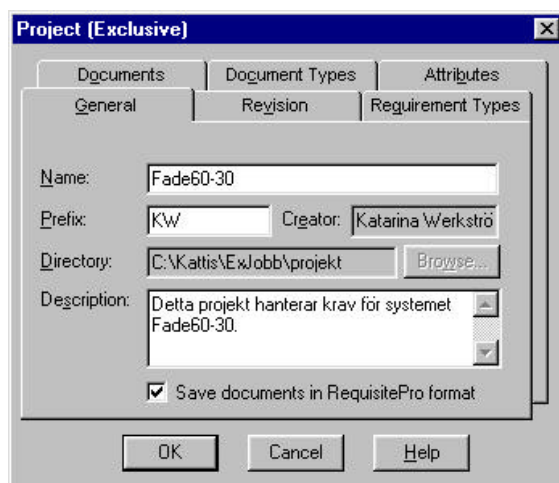 Project (Exclusive)
Documents Document Types Attributes
General Revision Requirement Types
Name: Fade60-30
Prefix: KW Creator: Katarina Werkströ
Directory: C:\Kattis\ExJobb\projekt Browse...
Description: Detta projekt hanterar krav för systemet
Fade60-30.
Save documents in RequisitePro format
OK Cancel Help